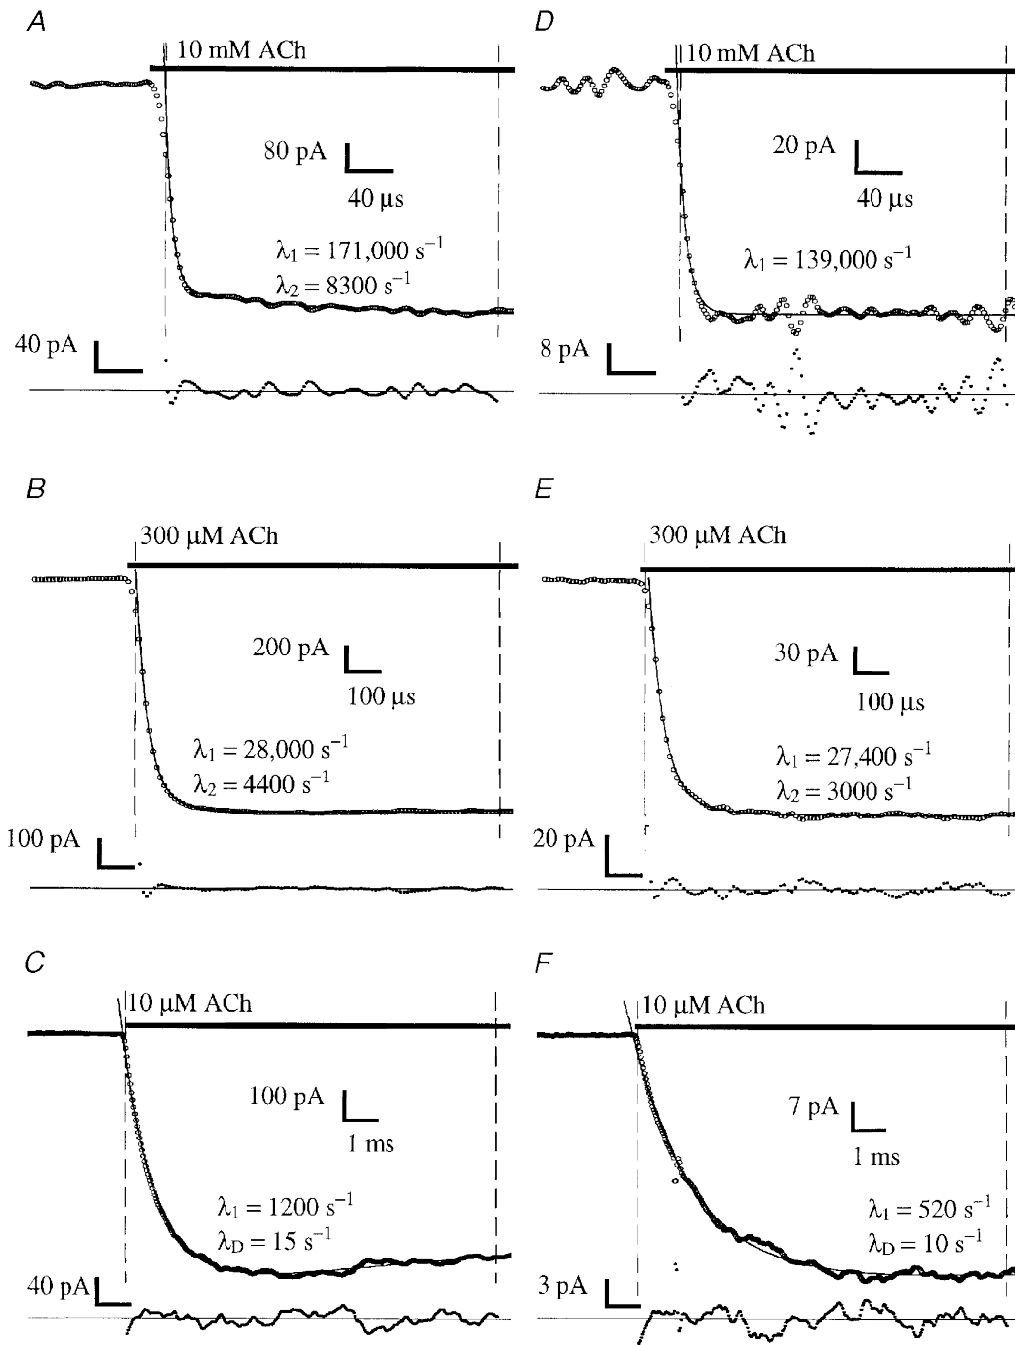 A
10 mM ACh
80 pA
40 µs
λ1 = 171,000 s⁻¹
λ2 = 8300 s⁻¹
40 pA
D
10 mM ACh
20 pA
40 µs
λ1 = 139,000 s⁻¹
8 pA
B
300 µM ACh
200 pA
100 µs
λ1 = 28,000 s⁻¹
λ2 = 4400 s⁻¹
100 pA
E
300 µM ACh
30 pA
100 µs
λ1 = 27,400 s⁻¹
λ2 = 3000 s⁻¹
20 pA
C
10 µM ACh
100 pA
1 ms
λ1 = 1200 s⁻¹
λD = 15 s⁻¹
40 pA
F
10 µM ACh
7 pA
1 ms
λ1 = 520 s⁻¹
λD = 10 s⁻¹
3 pA